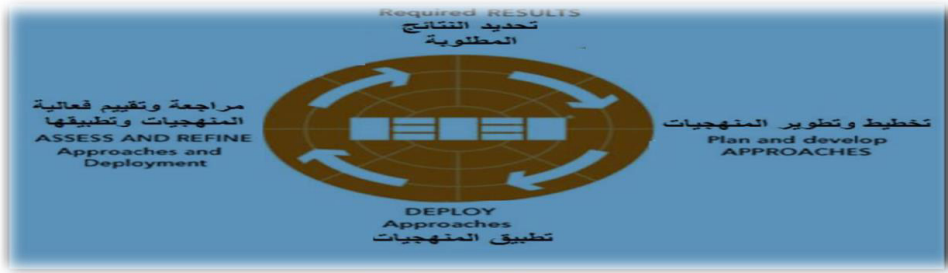 Required RESULTS
تحديد النتائج
المطلوبة
مراجعة وتقييم فعالية
المنهجيات وتطبيقها
ASSESS AND REFINE
Approaches and
Deployment
تخطيط وتطوير المنهجيات
Plan and develop
APPROACHES
DEPLOY
Approaches
تطبيق المنهجيات